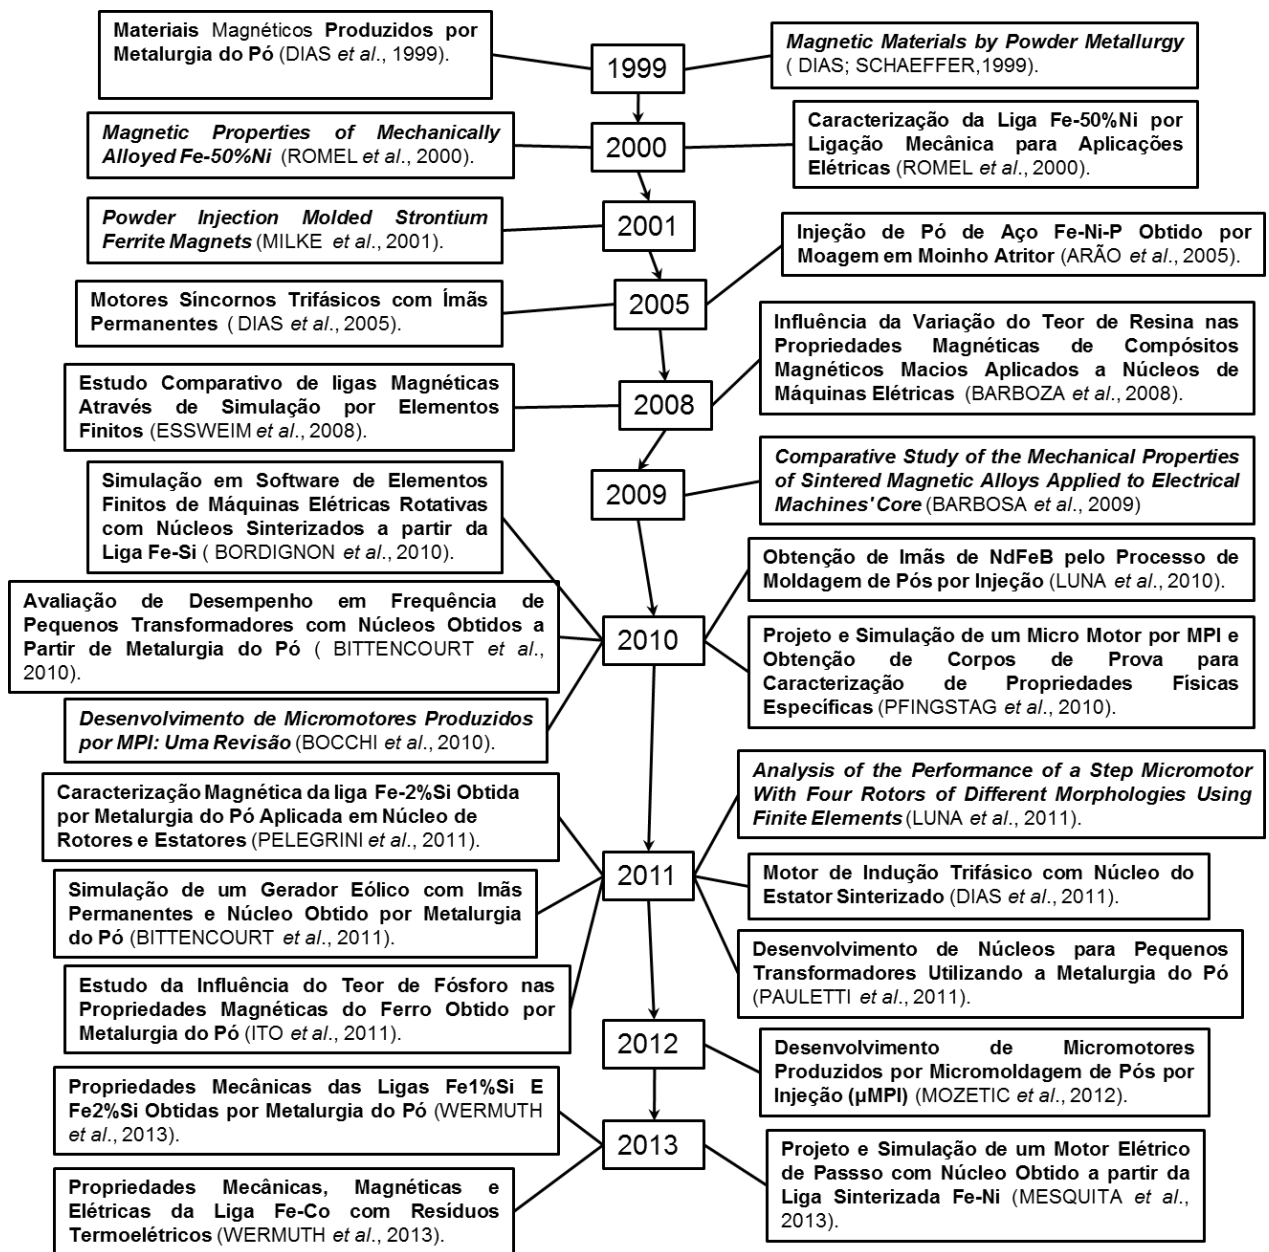 Materiais Magnéticos Produzidos por
Metalurgia do Pó (DIAS et al., 1999).
1999
Magnetic Materials by Powder Metallurgy
( DIAS; SCHAEFFER,1999).
Magnetic Properties of Mechanically
Alloyed Fe-50%Ni (ROMEL et al., 2000).
2000
Caracterização da Liga Fe-50%Ni por
Ligação Mecânica para Aplicações
Elétricas (ROMEL et al., 2000).
Powder Injection Molded Strontium
Ferrite Magnets (MILKE et al., 2001).
2001
Injeção de Pó de Aço Fe-Ni-P Obtido por
Moagem em Moinho Atritor (ARÃO et al., 2005).
Motores Síncornos Trifásicos com Ímãs
Permanentes ( DIAS et al., 2005).
2005
Influência da Variação do Teor de Resina nas
Propriedades Magnéticas de Compósitos
Magnéticos Macios Aplicados a Núcleos de
Máquinas Elétricas (BARBOZA et al., 2008).
Estudo Comparativo de ligas Magnéticas
Através de Simulação por Elementos
Finitos (ESSWEIM et al., 2008).
2008
Comparative Study of the Mechanical Properties
of Sintered Magnetic Alloys Applied to Electrical
Machines' Core (BARBOSA et al., 2009)
2009
Simulação em Software de Elementos
Finitos de Máquinas Elétricas Rotativas
com Núcleos Sinterizados a partir da
Liga Fe-Si ( BORDIGNON et al., 2010).
Obtenção de Imãs de NdFeB pelo Processo de
Moldagem de Pós por Injeção (LUNA et al., 2010).
Avaliação de Desempenho em Frequência de
Pequenos Transformadores com Núcleos Obtidos a
Partir de Metalurgia do Pó ( BITTENCOURT et al.,
2010).
2010
Projeto e Simulação de um Micro Motor por MPI e
Obtenção de Corpos de Prova para
Caracterização de Propriedades Físicas
Específicas (PFINGSTAG et al., 2010).
Desenvolvimento de Micromotores Produzidos
por MPI: Uma Revisão (BOCCHI et al., 2010).
Analysis of the Performance of a Step Micromotor
With Four Rotors of Different Morphologies Using
Finite Elements (LUNA et al., 2011).
Caracterização Magnética da liga Fe-2%Si Obtida
por Metalurgia do Pó Aplicada em Núcleo de
Rotores e Estatores (PELEGRINI et al., 2011).
2011
Motor de Indução Trifásico com Núcleo do
Estator Sinterizado (DIAS et al., 2011).
Simulação de um Gerador Eólico com Imãs
Permanentes e Núcleo Obtido por Metalurgia
do Pó (BITTENCOURT et al., 2011).
Desenvolvimento de Núcleos para Pequenos
Transformadores Utilizando a Metalurgia do Pó
(PAULETTI et al., 2011).
Estudo da Influência do Teor de Fósforo nas
Propriedades Magnéticas do Ferro Obtido por
Metalurgia do Pó (ITO et al., 2011).
2012
Desenvolvimento de Micromotores
Produzidos por Micromoldagem de Pós por
Injeção (μMPI) (MOZETIC et al., 2012).
Propriedades Mecânicas das Ligas Fe1%Si E
Fe2%Si Obtidas por Metalurgia do Pó (WERMUTH
et al., 2013).
2013
Projeto e Simulação de um Motor Elétrico
de Passso com Núcleo Obtido a partir da
Liga Sinterizada Fe-Ni (MESQUITA et al.,
2013).
Propriedades Mecânicas, Magnéticas e
Elétricas da Liga Fe-Co com Resíduos
Termoelétricos (WERMUTH et al., 2013).